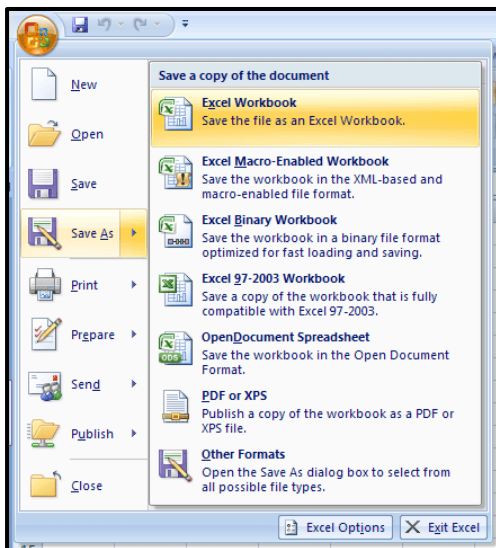 New
Open
Save
Save As
Print
Prepare
Send
Publish
Close
Save a copy of the document
Excel Workbook
Save the file as an Excel Workbook.
Excel Macro-Enabled Workbook
Save the workbook in the XML-based and
macro-enabled file format.
Excel Binary Workbook
Save the workbook in a binary file format
optimized for fast loading and saving.
Excel 97-2003 Workbook
Save a copy of the workbook that is fully
compatible with Excel 97-2003.
OpenDocument Spreadsheet
Save the workbook in the Open Document
Format.
PDF or XPS
Publish a copy of the workbook as a PDF or
XPS file.
Other Formats
Open the Save As dialog box to select from
all possible file types.
Excel Options
Exit Excel